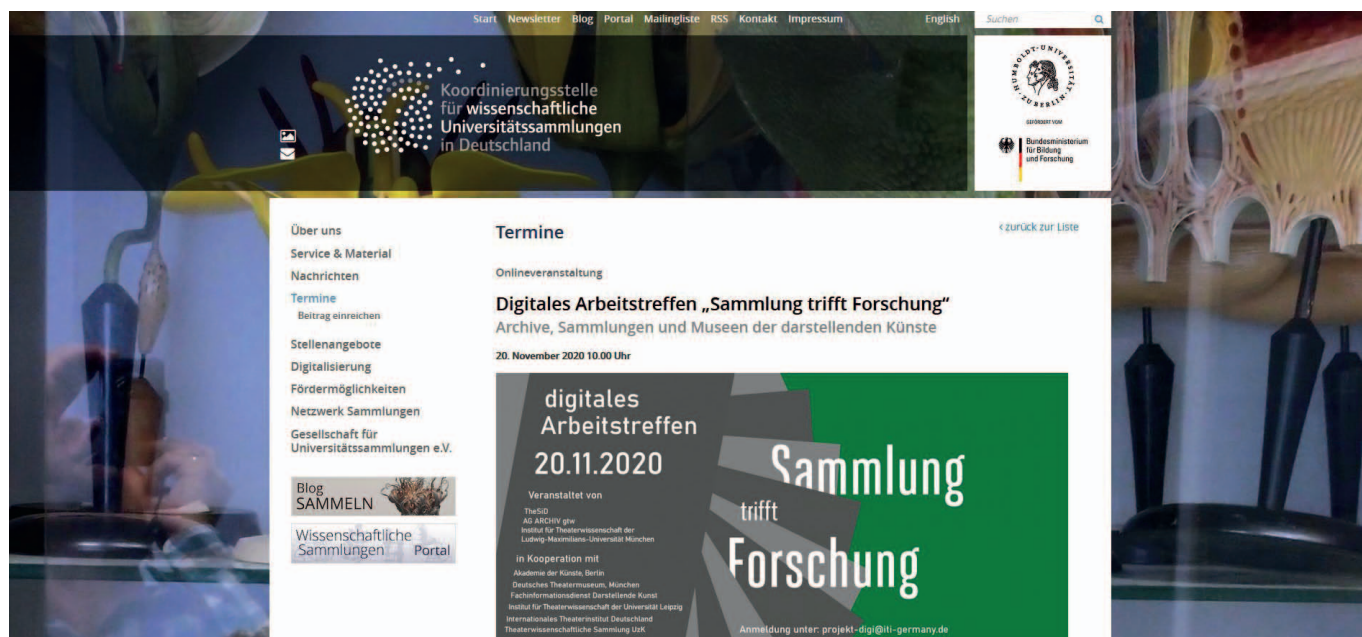 Start Newsletter Blog Portal Mailingliste RSS Kontakt Impressum English Suchen
Koordinierungsstelle
für wissenschaftliche
Universitätssammlungen
in Deutschland
HUMBOLDT-UNIVERSITÄT ZU BERLIN
GEFÖRDERT VOM
Bundesministerium
für Bildung
und Forschung
Über uns
Service & Material
Nachrichten
Termine
Beitrag einreichen
Stellenangebote
Digitalisierung
Fördermöglichkeiten
Netzwerk Sammlungen
Gesellschaft für
Universitätssammlungen e.V.
Blog
SAMMELN
Wissenschaftliche
Sammlungen Portal
Termine
‹ zurück zur Liste
Onlineveranstaltung
Digitales Arbeitstreffen „Sammlung trifft Forschung“
Archive, Sammlungen und Museen der darstellenden Künste
20. November 2020 10.00 Uhr
digitales
Arbeitstreffen
20.11.2020
Veranstaltet von
TheSiD
AG ARCHIV gtw
Institut für Theaterwissenschaft der
Ludwig-Maximilians-Universität München
in Kooperation mit
Akademie der Künste, Berlin
Deutsches Theatermuseum, München
Fachinformationsdienst Darstellende Kunst
Institut für Theaterwissenschaft der Universität Leipzig
Internationales Theaterinstitut Deutschland
Theaterwissenschaftliche Sammlung UzK
Sammlung
trifft
Forschung
Anmeldung unter: projekt-digi@iti-germany.de